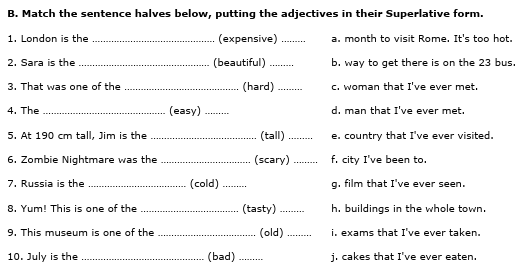 B. Match the sentence halves below, putting the adjectives in their Superlative form.
1. London is the ............................................ (expensive) ......... a. month to visit Rome. It's too hot.
2. Sara is the ............................................... (beautiful) ......... b. way to get there is on the 23 bus.
3. That was one of the ......................................... (hard) ......... c. woman that I've ever met.
4. The ............................................ (easy) ......... d. man that I've ever met.
5. At 190 cm tall, Jim is the ...................................... (tall) ......... e. country that I've ever visited.
6. Zombie Nightmare was the ................................ (scary) ......... f. city I've been to.
7. Russia is the ................................... (cold) ......... g. film that I've ever seen.
8. Yum! This is one of the ................................... (tasty) ......... h. buildings in the whole town.
9. This museum is one of the ................................... (old) ......... i. exams that I've ever taken.
10. July is the ............................................ (bad) ......... j. cakes that I've ever eaten.